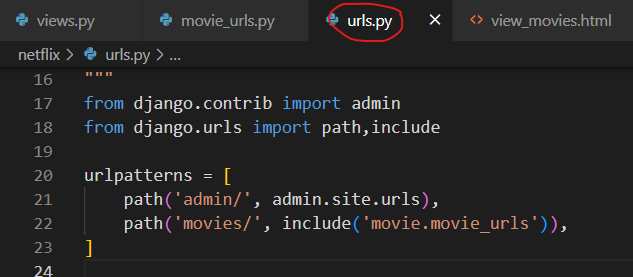 views.py movie_urls.py urls.py × <> view_movies.html
netflix > urls.py > ...
16 """
17 from django.contrib import admin
18 from django.urls import path,include
19
20 urlpatterns = [
21     path('admin/', admin.site.urls),
22     path('movies/', include('movie.movie_urls')),
23 ]
24